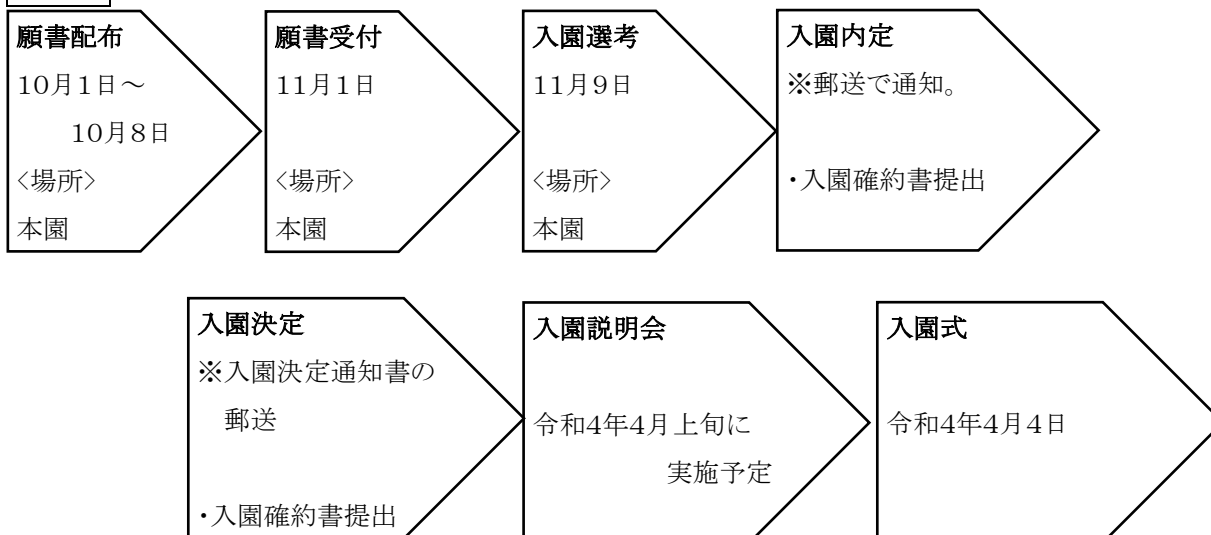 願書配布
10月1日～
10月8日
<場所>
本園
願書受付
11月1日
<場所>
本園
入園選考
11月9日
<場所>
本園
入園内定
※郵送で通知。
・入園確約書提出
入園決定
※入園決定通知書の
郵送
・入園確約書提出
入園説明会
令和4年4月上旬に
実施予定
入園式
令和4年4月4日